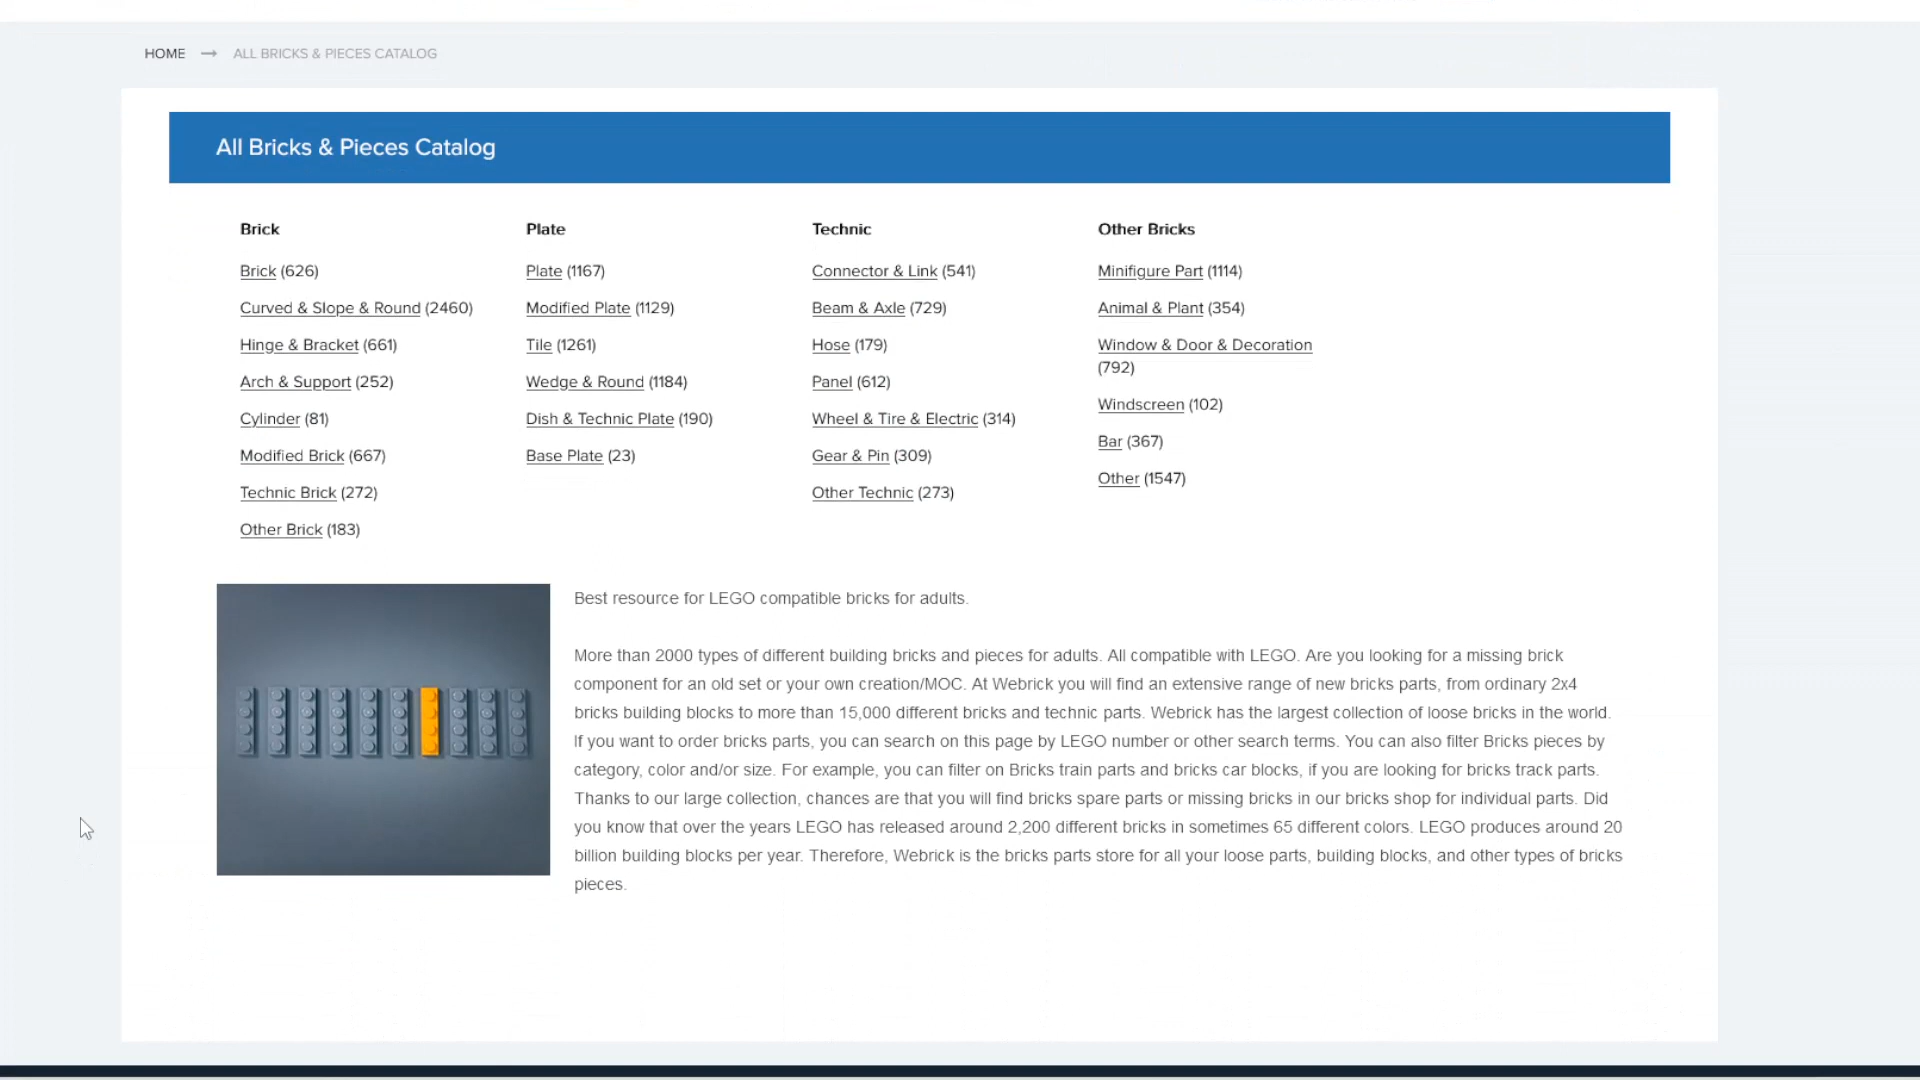 HOME → ALL BRICKS & PIECES CATALOG
All Bricks & Pieces Catalog
Brick
Brick (626)
Curved & Slope & Round (2460)
Hinge & Bracket (661)
Arch & Support (252)
Cylinder (81)
Modified Brick (667)
Technic Brick (272)
Other Brick (183)
Plate
Plate (1167)
Modified Plate (1129)
Tile (1261)
Wedge & Round (1184)
Dish & Technic Plate (190)
Base Plate (23)
Technic
Connector & Link (541)
Beam & Axle (729)
Hose (179)
Panel (612)
Wheel & Tire & Electric (314)
Gear & Pin (309)
Other Technic (273)
Other Bricks
Minifigure Part (1114)
Animal & Plant (354)
Window & Door & Decoration
(792)
Windscreen (102)
Bar (367)
Other (1547)
Best resource for LEGO compatible bricks for adults.
More than 2000 types of different building bricks and pieces for adults. All compatible with LEGO. Are you looking for a missing brick
component for an old set or your own creation/MOC. At Webrick you will find an extensive range of new bricks parts, from ordinary 2x4
bricks building blocks to more than 15,000 different bricks and technic parts. Webrick has the largest collection of loose bricks in the world.
If you want to order bricks parts, you can search on this page by LEGO number or other search terms. You can also filter Bricks pieces by
category, color and/or size. For example, you can filter on Bricks train parts and bricks car blocks, if you are looking for bricks track parts.
Thanks to our large collection, chances are that you will find bricks spare parts or missing bricks in our bricks shop for individual parts. Did
you know that over the years LEGO has released around 2,200 different bricks in sometimes 65 different colors. LEGO produces around 20
billion building blocks per year. Therefore, Webrick is the bricks parts store for all your loose parts, building blocks, and other types of bricks
pieces.